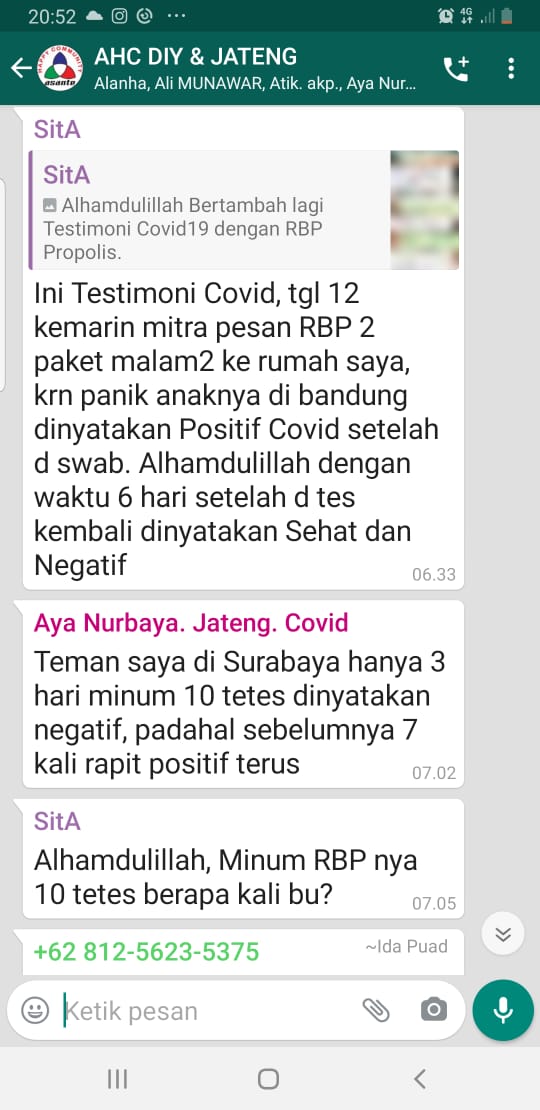 20:52
4G
AHC DIY & JATENG
Alanha, Ali MUNAWAR, Atik. akp., Aya Nur...
HAPPY COMMUNITY
asante
SitA
SitA
Alhamdulillah Bertambah lagi
Testimoni Covid19 dengan RBP
Propolis.
Ini Testimoni Covid, tgl 12
kemarin mitra pesan RBP 2
paket malam2 ke rumah saya,
krn panik anaknya di bandung
dinyatakan Positif Covid setelah
d swab. Alhamdulillah dengan
waktu 6 hari setelah d tes
kembali dinyatakan Sehat dan
Negatif
06.33
Aya Nurbaya. Jateng. Covid
Teman saya di Surabaya hanya 3
hari minum 10 tetes dinyatakan
negatif, padahal sebelumnya 7
kali rapit positif terus
07.02
SitA
Alhamdulillah, Minum RBP nya
10 tetes berapa kali bu?
07.05
+62 812-5623-5375
~Ida Puad
Ketik pesan